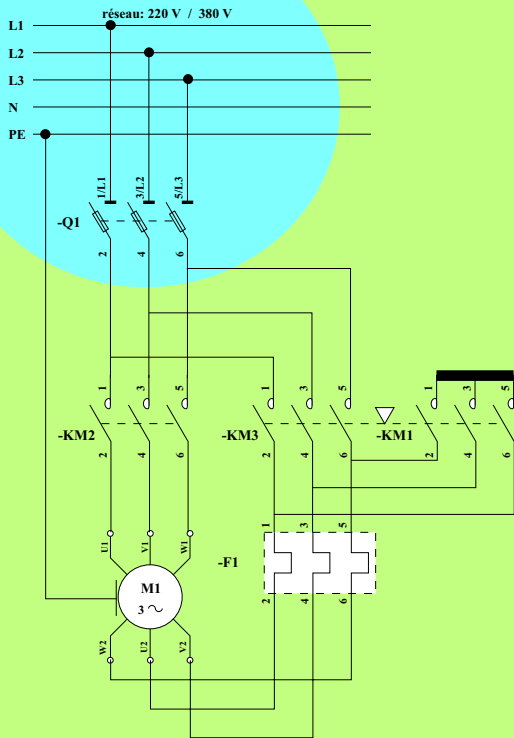 réseau: 220 V / 380 V
L1
L2
L3
N
PE
1/L1 3/L2 5/L3
-Q1
2 4 6
1 3 5 1 3 5 1 3 5
-KM2 -KM3 -KM1
2 4 6 2 4 6 2 4 6
U1 V1 W1
1 3 5
-F1
M1
3
2 4 6
W2 U2 V2